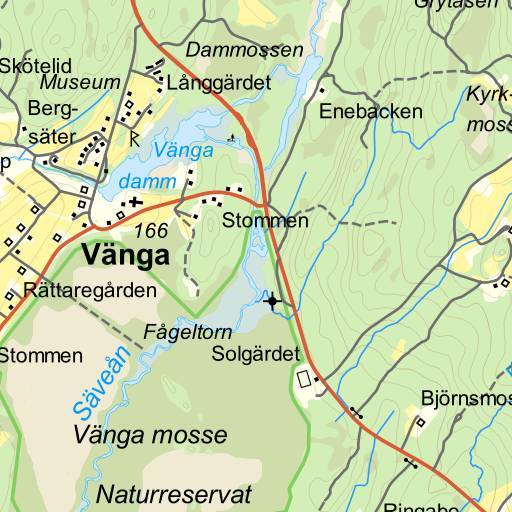 Grytåsen
Dammossen
Skötelid
Museum
Långgärdet
Berg-
säter
Enebacken
Kyrk-
moss
p
Vänga
damm
R
166
Stommen
Vänga
Rättaregården
Fågeltorn
Stommen
Solgärdet
Säveån
Björnsmos
Vänga mosse
Naturreservat
Ringabo